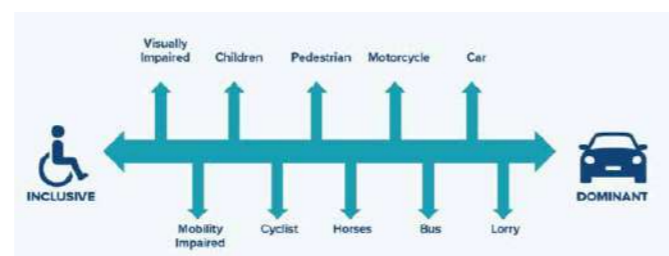 Visually
Impaired
Children
Pedestrian
Motorcycle
Car
INCLUSIVE
DOMINANT
Mobility
Impaired
Cyclist
Horses
Bus
Lorry